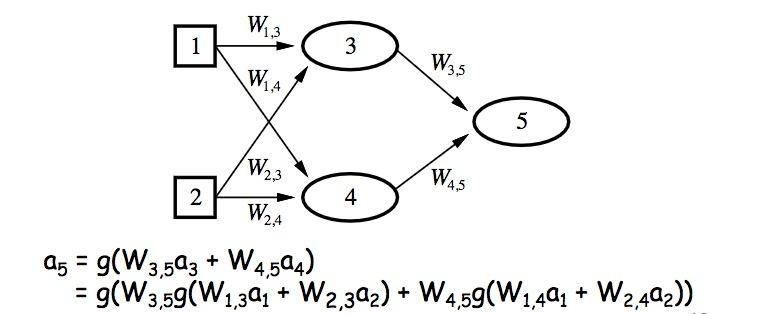 W1,3
1
3
W1,4
W3,5
5
W2,3
2
4
W4,5
W2,4
a5 = g(W3,5a3 + W4,5a4)
= g(W3,5g(W1,3a1 + W2,3a2) + W4,5g(W1,4a1 + W2,4a2))